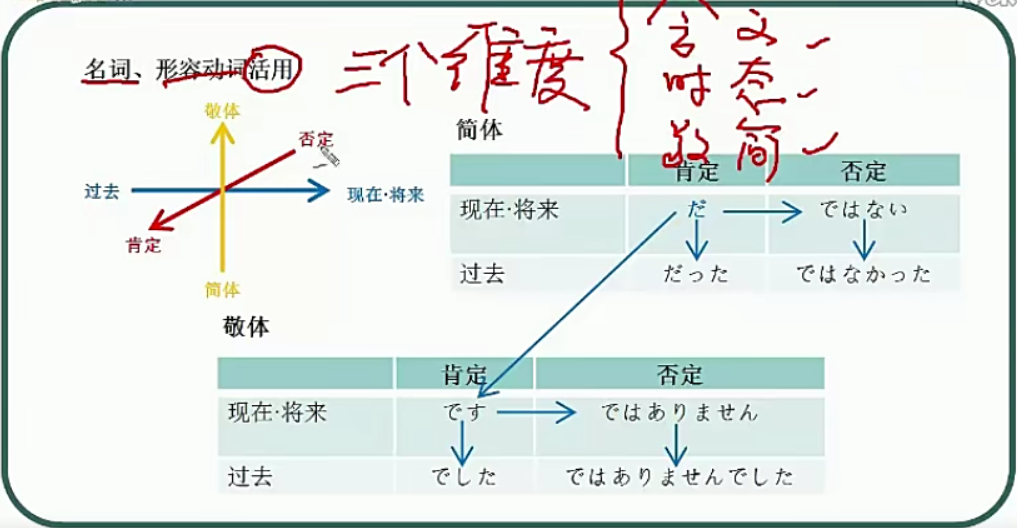 名词、形容动词活用
三个维度
含文
时态
敬简
敬体
否定
过去
现在·将来
肯定
简体
简体
肯定 否定
现在·将来 だ ではない
过去 だった ではなかった
敬体
肯定 否定
现在·将来 です ではありません
过去 でした ではありませんでした